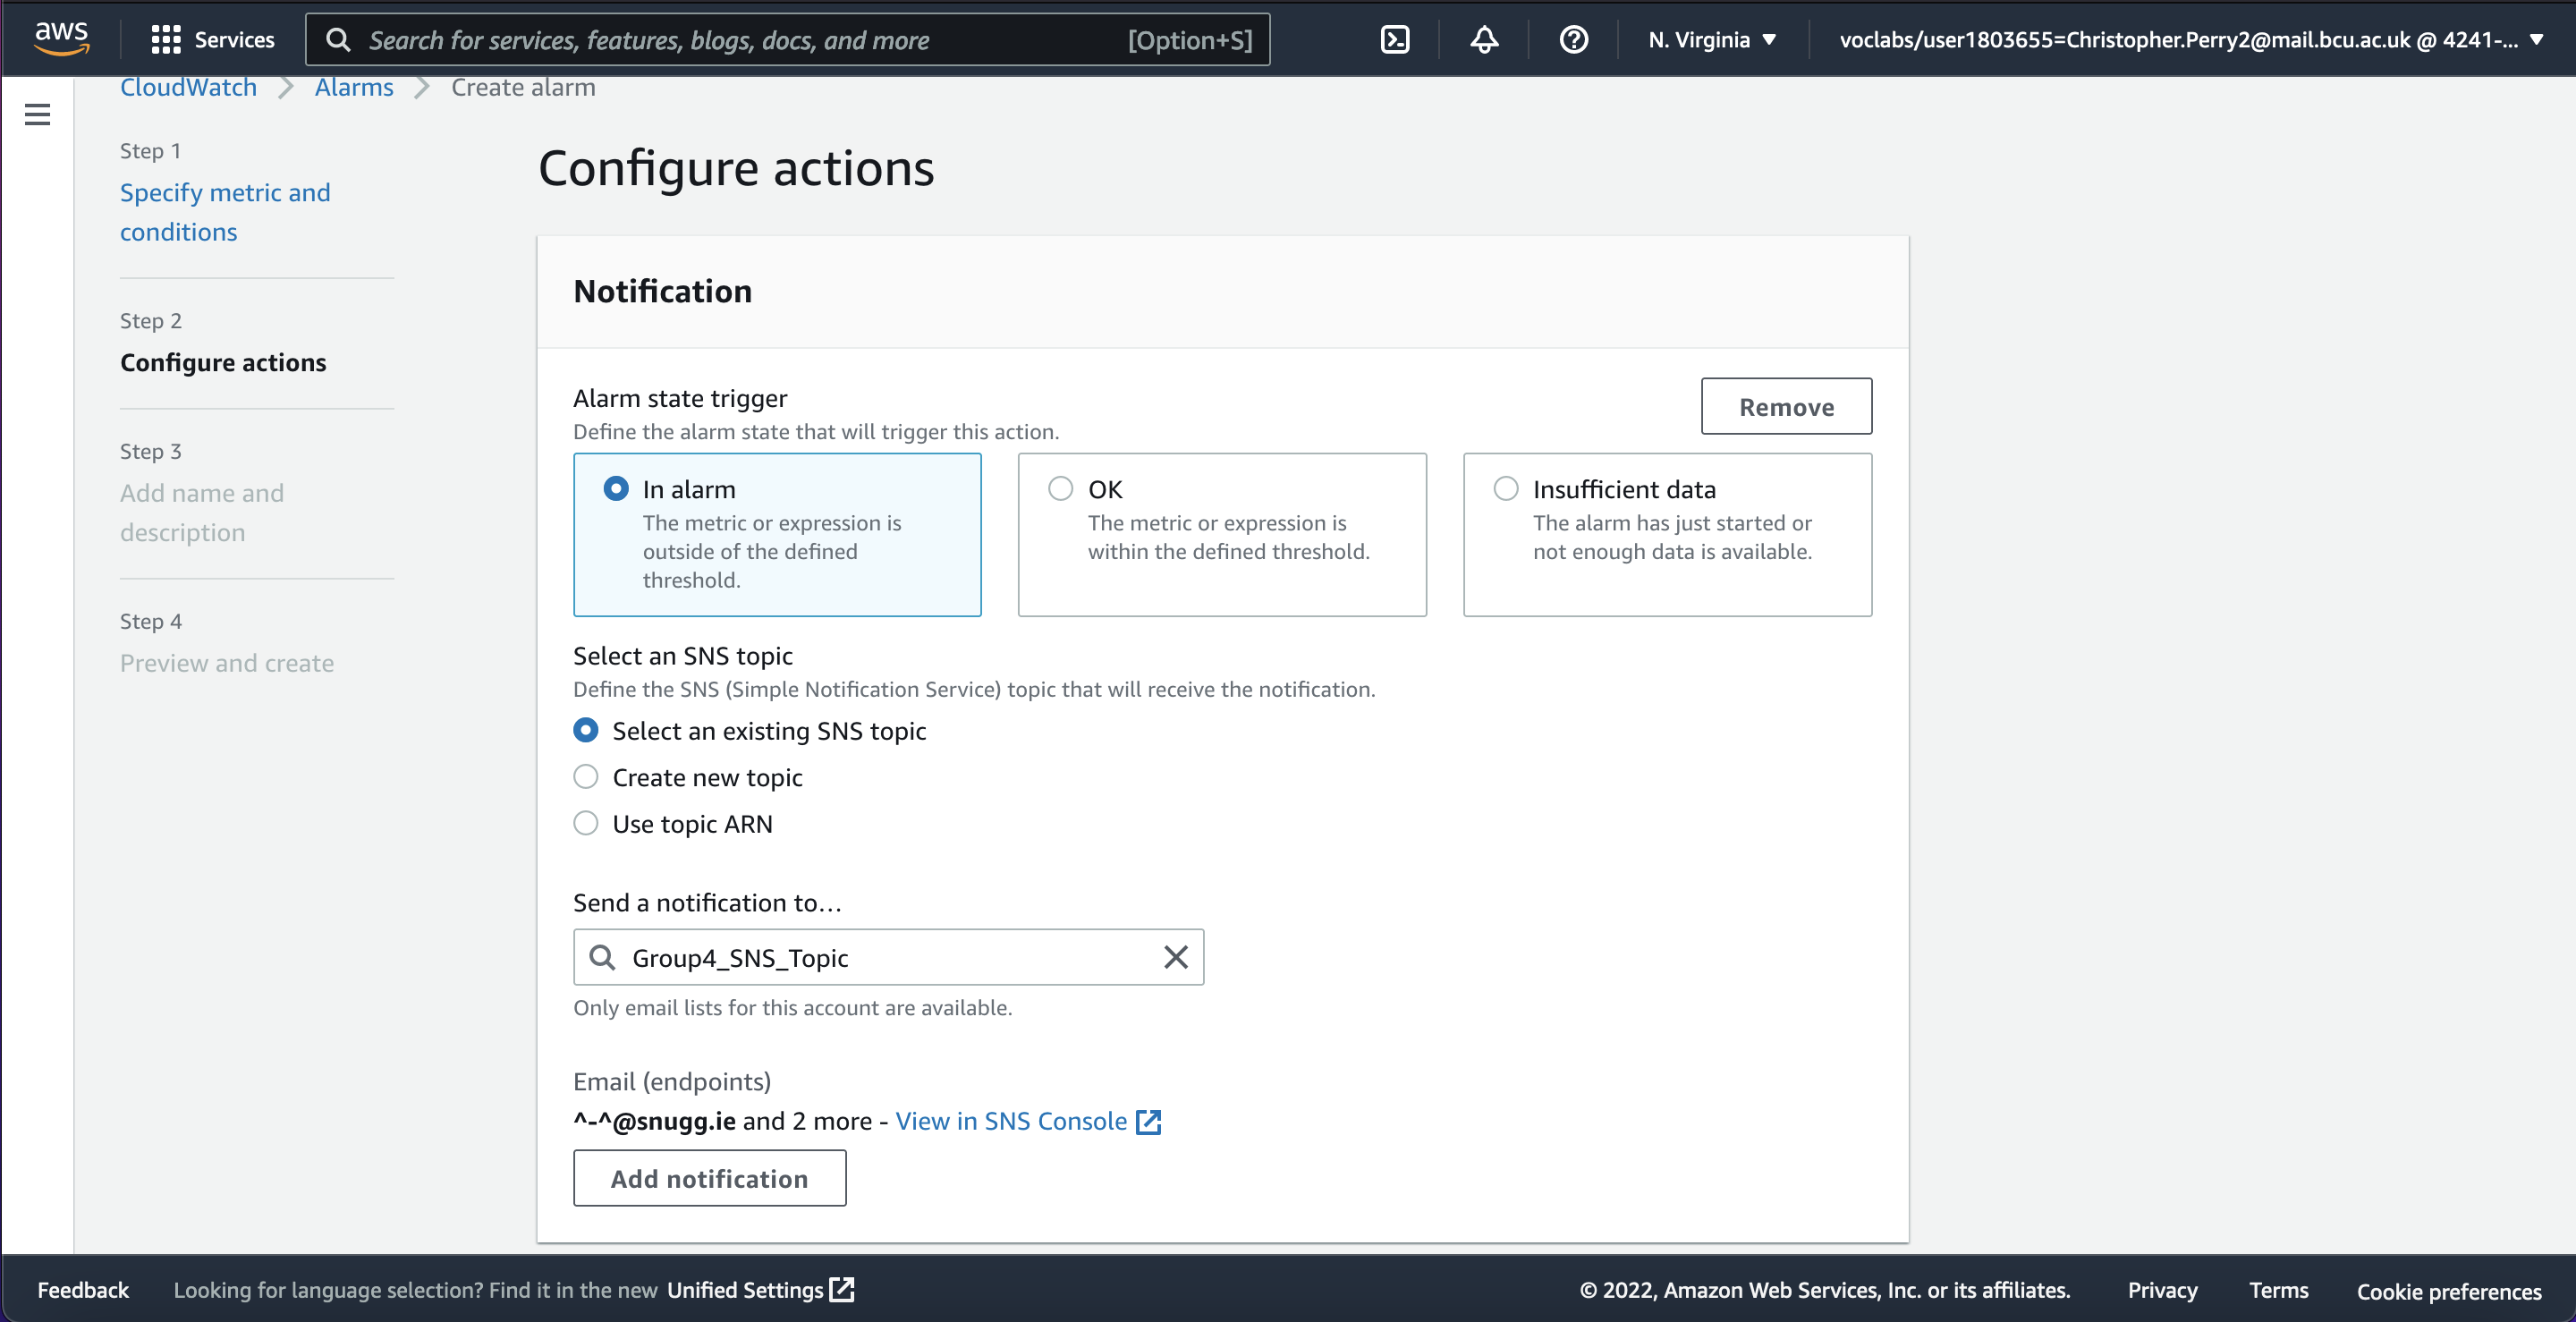 aws
Services
Search for services, features, blogs, docs, and more
[Option+S]
N. Virginia
voclabs/user1803655=Christopher.Perry2@mail.bcu.ac.uk @ 4241-...
CloudWatch
Alarms
Create alarm
Step 1
Specify metric and
conditions
Step 2
Configure actions
Step 3
Add name and
description
Step 4
Preview and create
Configure actions
Notification
Alarm state trigger
Define the alarm state that will trigger this action.
Remove
In alarm
The metric or expression is
outside of the defined
threshold.
OK
The metric or expression is
within the defined threshold.
Insufficient data
The alarm has just started or
not enough data is available.
Select an SNS topic
Define the SNS (Simple Notification Service) topic that will receive the notification.
Select an existing SNS topic
Create new topic
Use topic ARN
Send a notification to…
Group4_SNS_Topic
Only email lists for this account are available.
Email (endpoints)
^-^@snugg.ie and 2 more - View in SNS Console
Add notification
Feedback
Looking for language selection? Find it in the new Unified Settings
© 2022, Amazon Web Services, Inc. or its affiliates.
Privacy
Terms
Cookie preferences